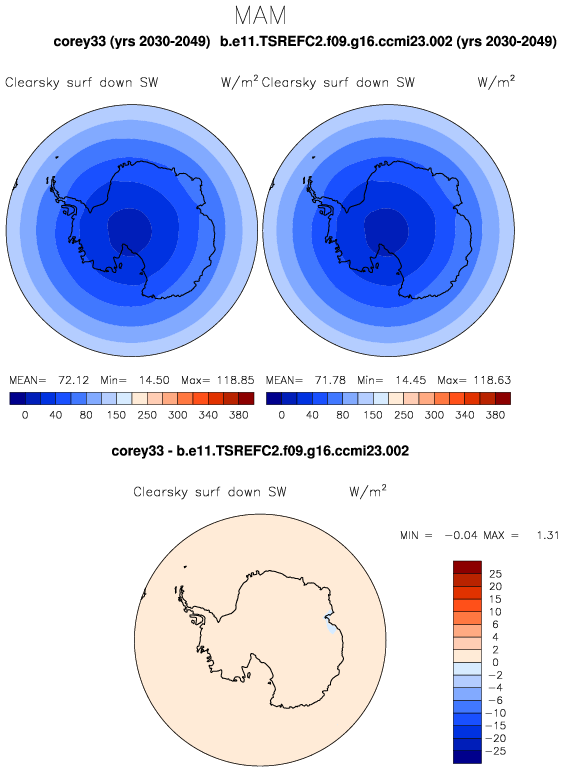 MAM
corey33 (yrs 2030-2049) b.e11.TSREFC2.f09.g16.ccmi23.002 (yrs 2030-2049)
Clearsky surf down SW W/m² Clearsky surf down SW W/m²
MEAN= 72.12 Min= 14.50 Max= 118.85 MEAN= 71.78 Min= 14.45 Max= 118.63
0 40 80 150 250 300 340 380 0 40 80 150 250 300 340 380
corey33 - b.e11.TSREFC2.f09.g16.ccmi23.002
Clearsky surf down SW W/m²
MIN = -0.04 MAX = 1.31
25
20
15
10
6
4
2
0
-2
-4
-6
-10
-15
-20
-25